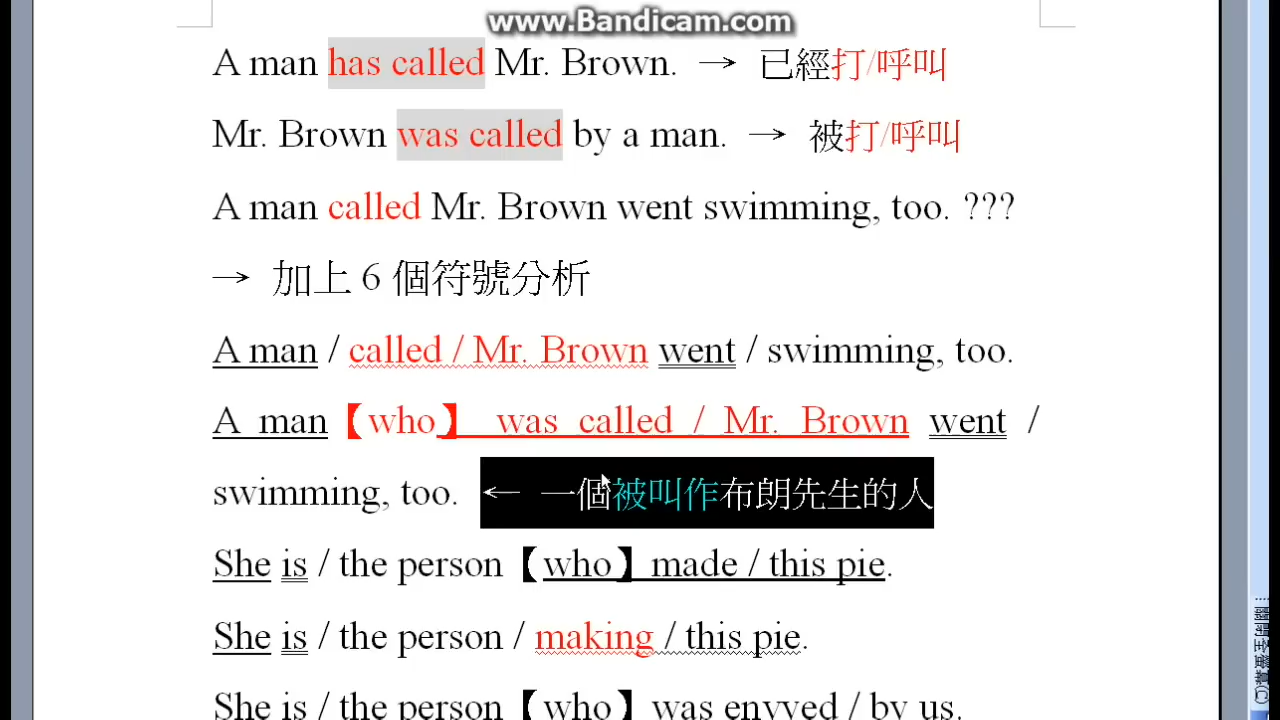 www.Bandicam.com
A man has called Mr. Brown. → 已經打/呼叫
Mr. Brown was called by a man. → 被打/呼叫
A man called Mr. Brown went swimming, too. ???
→ 加上 6 個符號分析
A man / called / Mr. Brown went / swimming, too.
A man【who】 was called / Mr. Brown went /
swimming, too. ← 一個被叫作布朗先生的人
She is / the person【who】made / this pie.
She is / the person / making / this pie.
She is / the person【who】was envyed / by us.